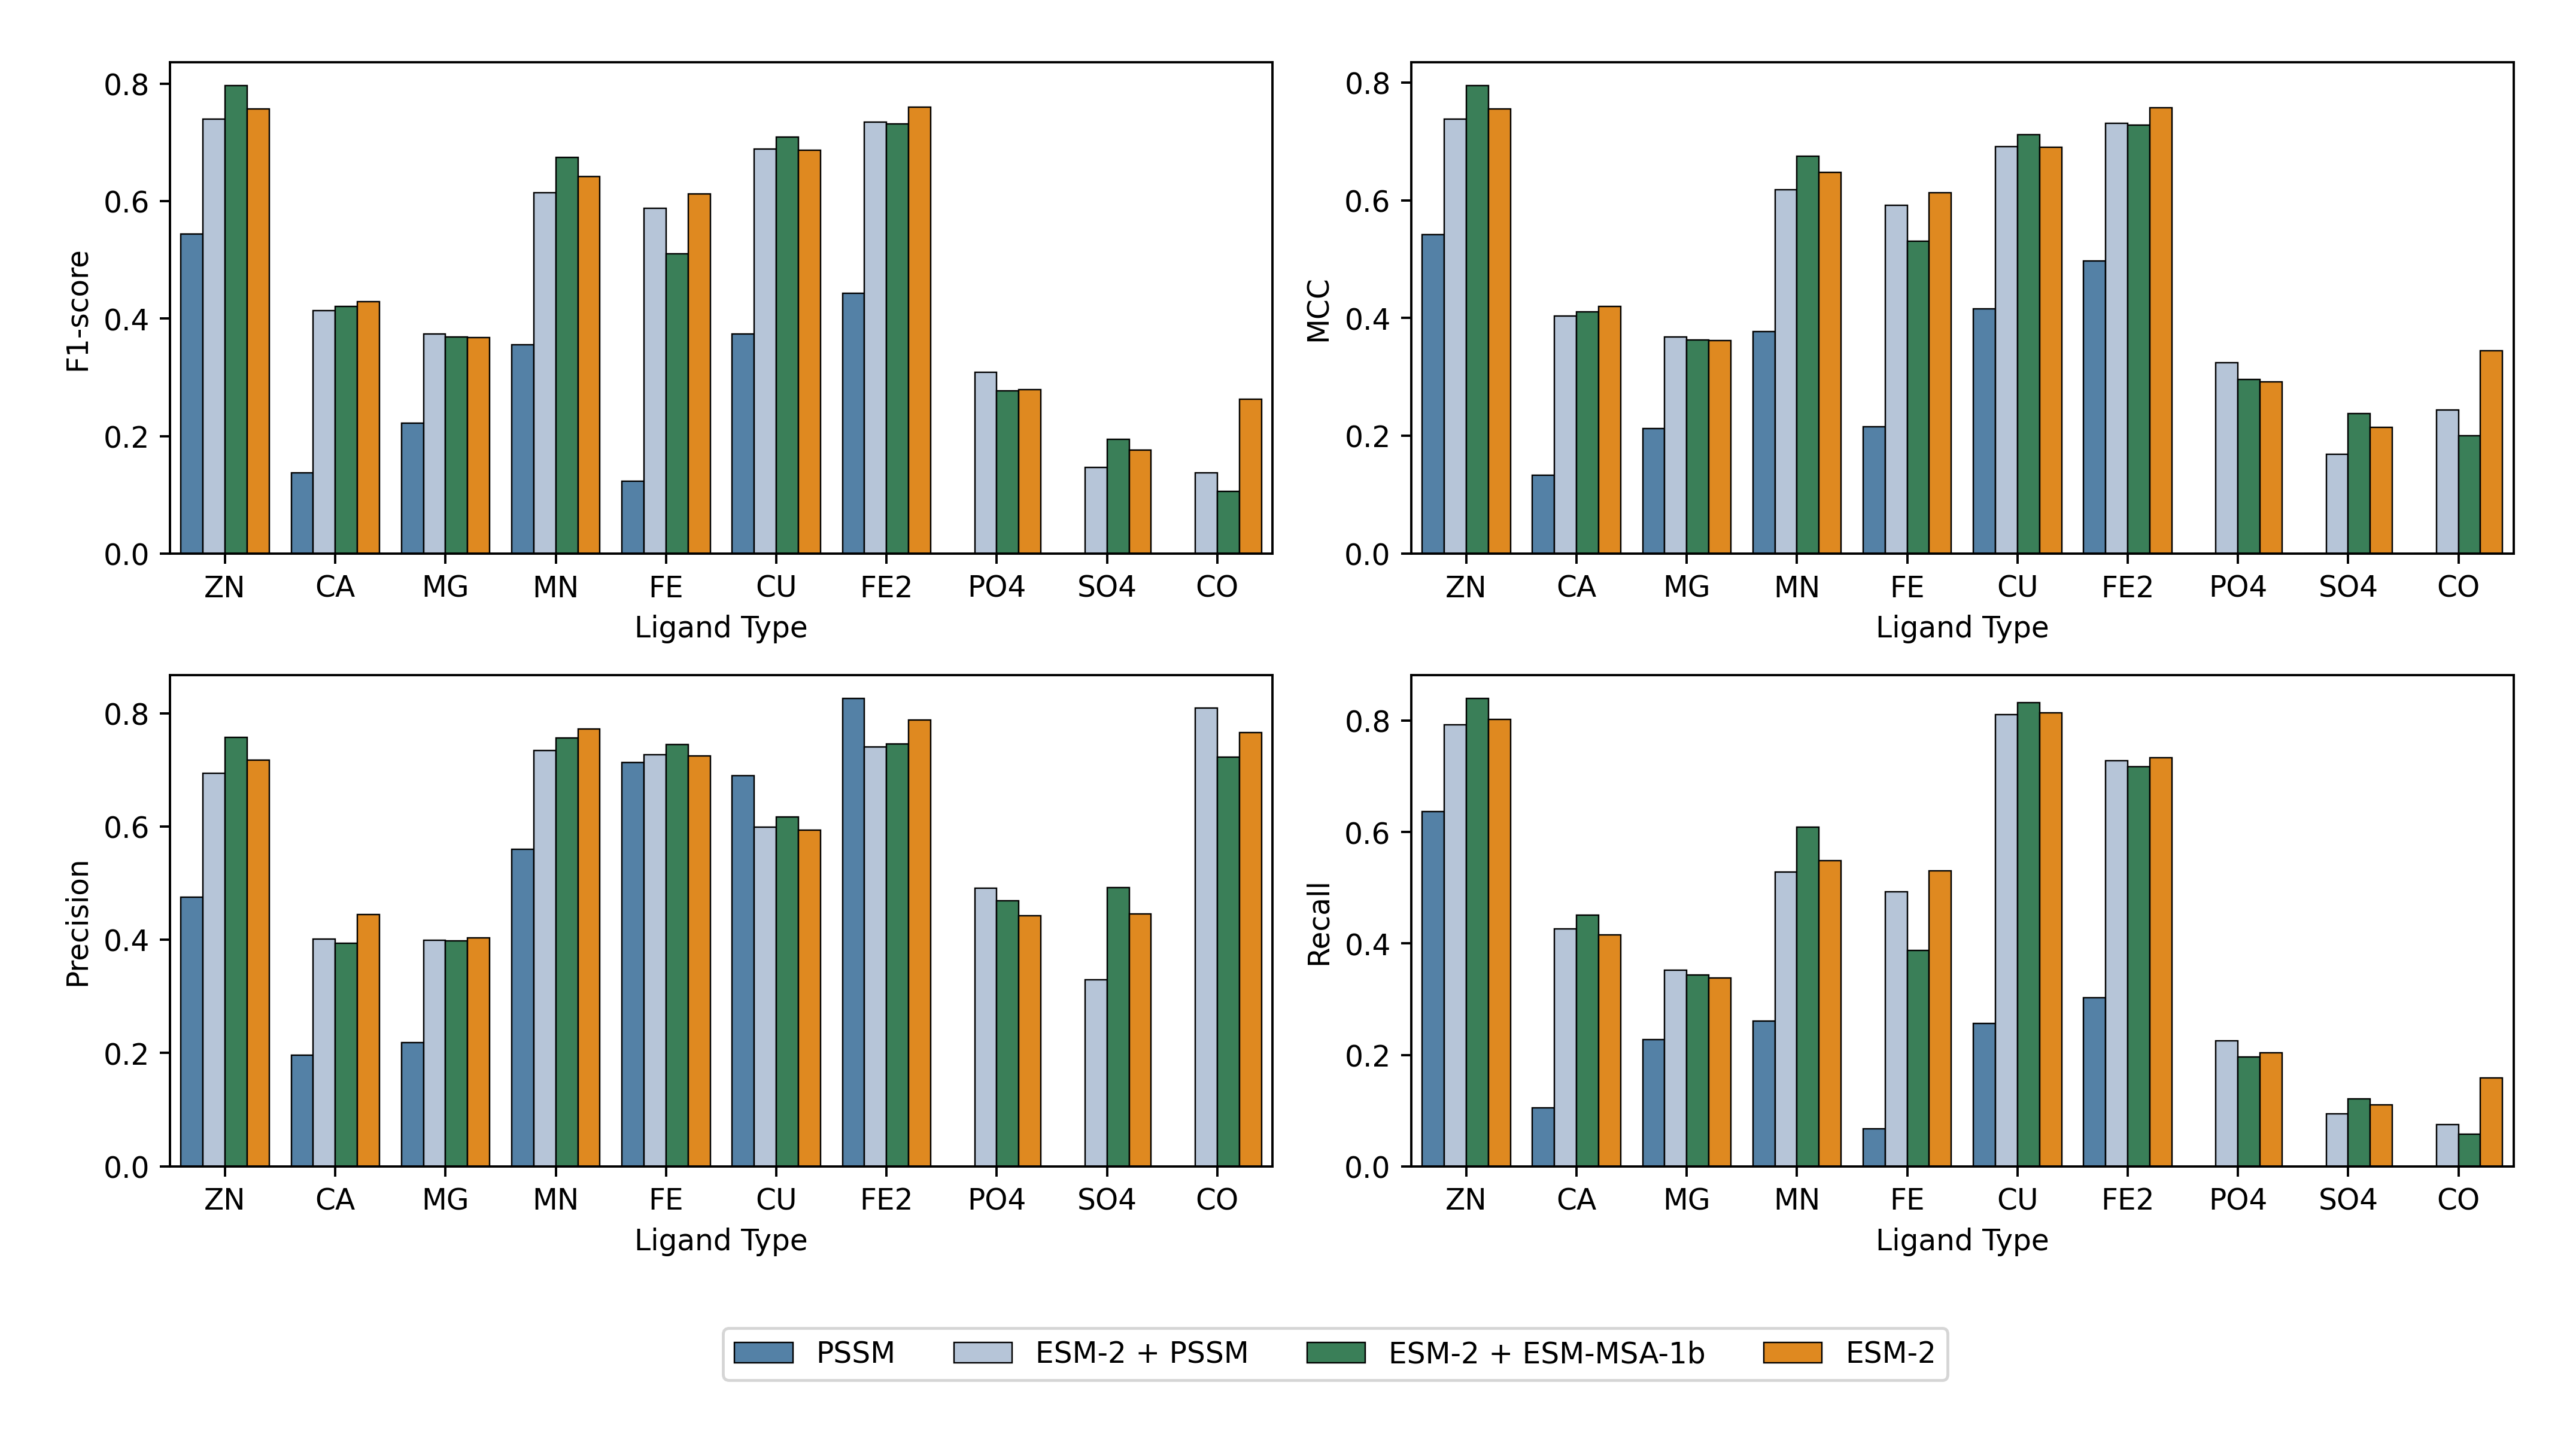 0.8
0.6
0.4
0.2
0.0
F1-score
ZN CA MG MN FE CU FE2 PO4 SO4 CO
Ligand Type
0.8
0.6
0.4
0.2
0.0
MCC
ZN CA MG MN FE CU FE2 PO4 SO4 CO
Ligand Type
0.8
0.6
0.4
0.2
0.0
Precision
ZN CA MG MN FE CU FE2 PO4 SO4 CO
Ligand Type
0.8
0.6
0.4
0.2
0.0
Recall
ZN CA MG MN FE CU FE2 PO4 SO4 CO
Ligand Type
PSSM ESM-2 + PSSM ESM-2 + ESM-MSA-1b ESM-2